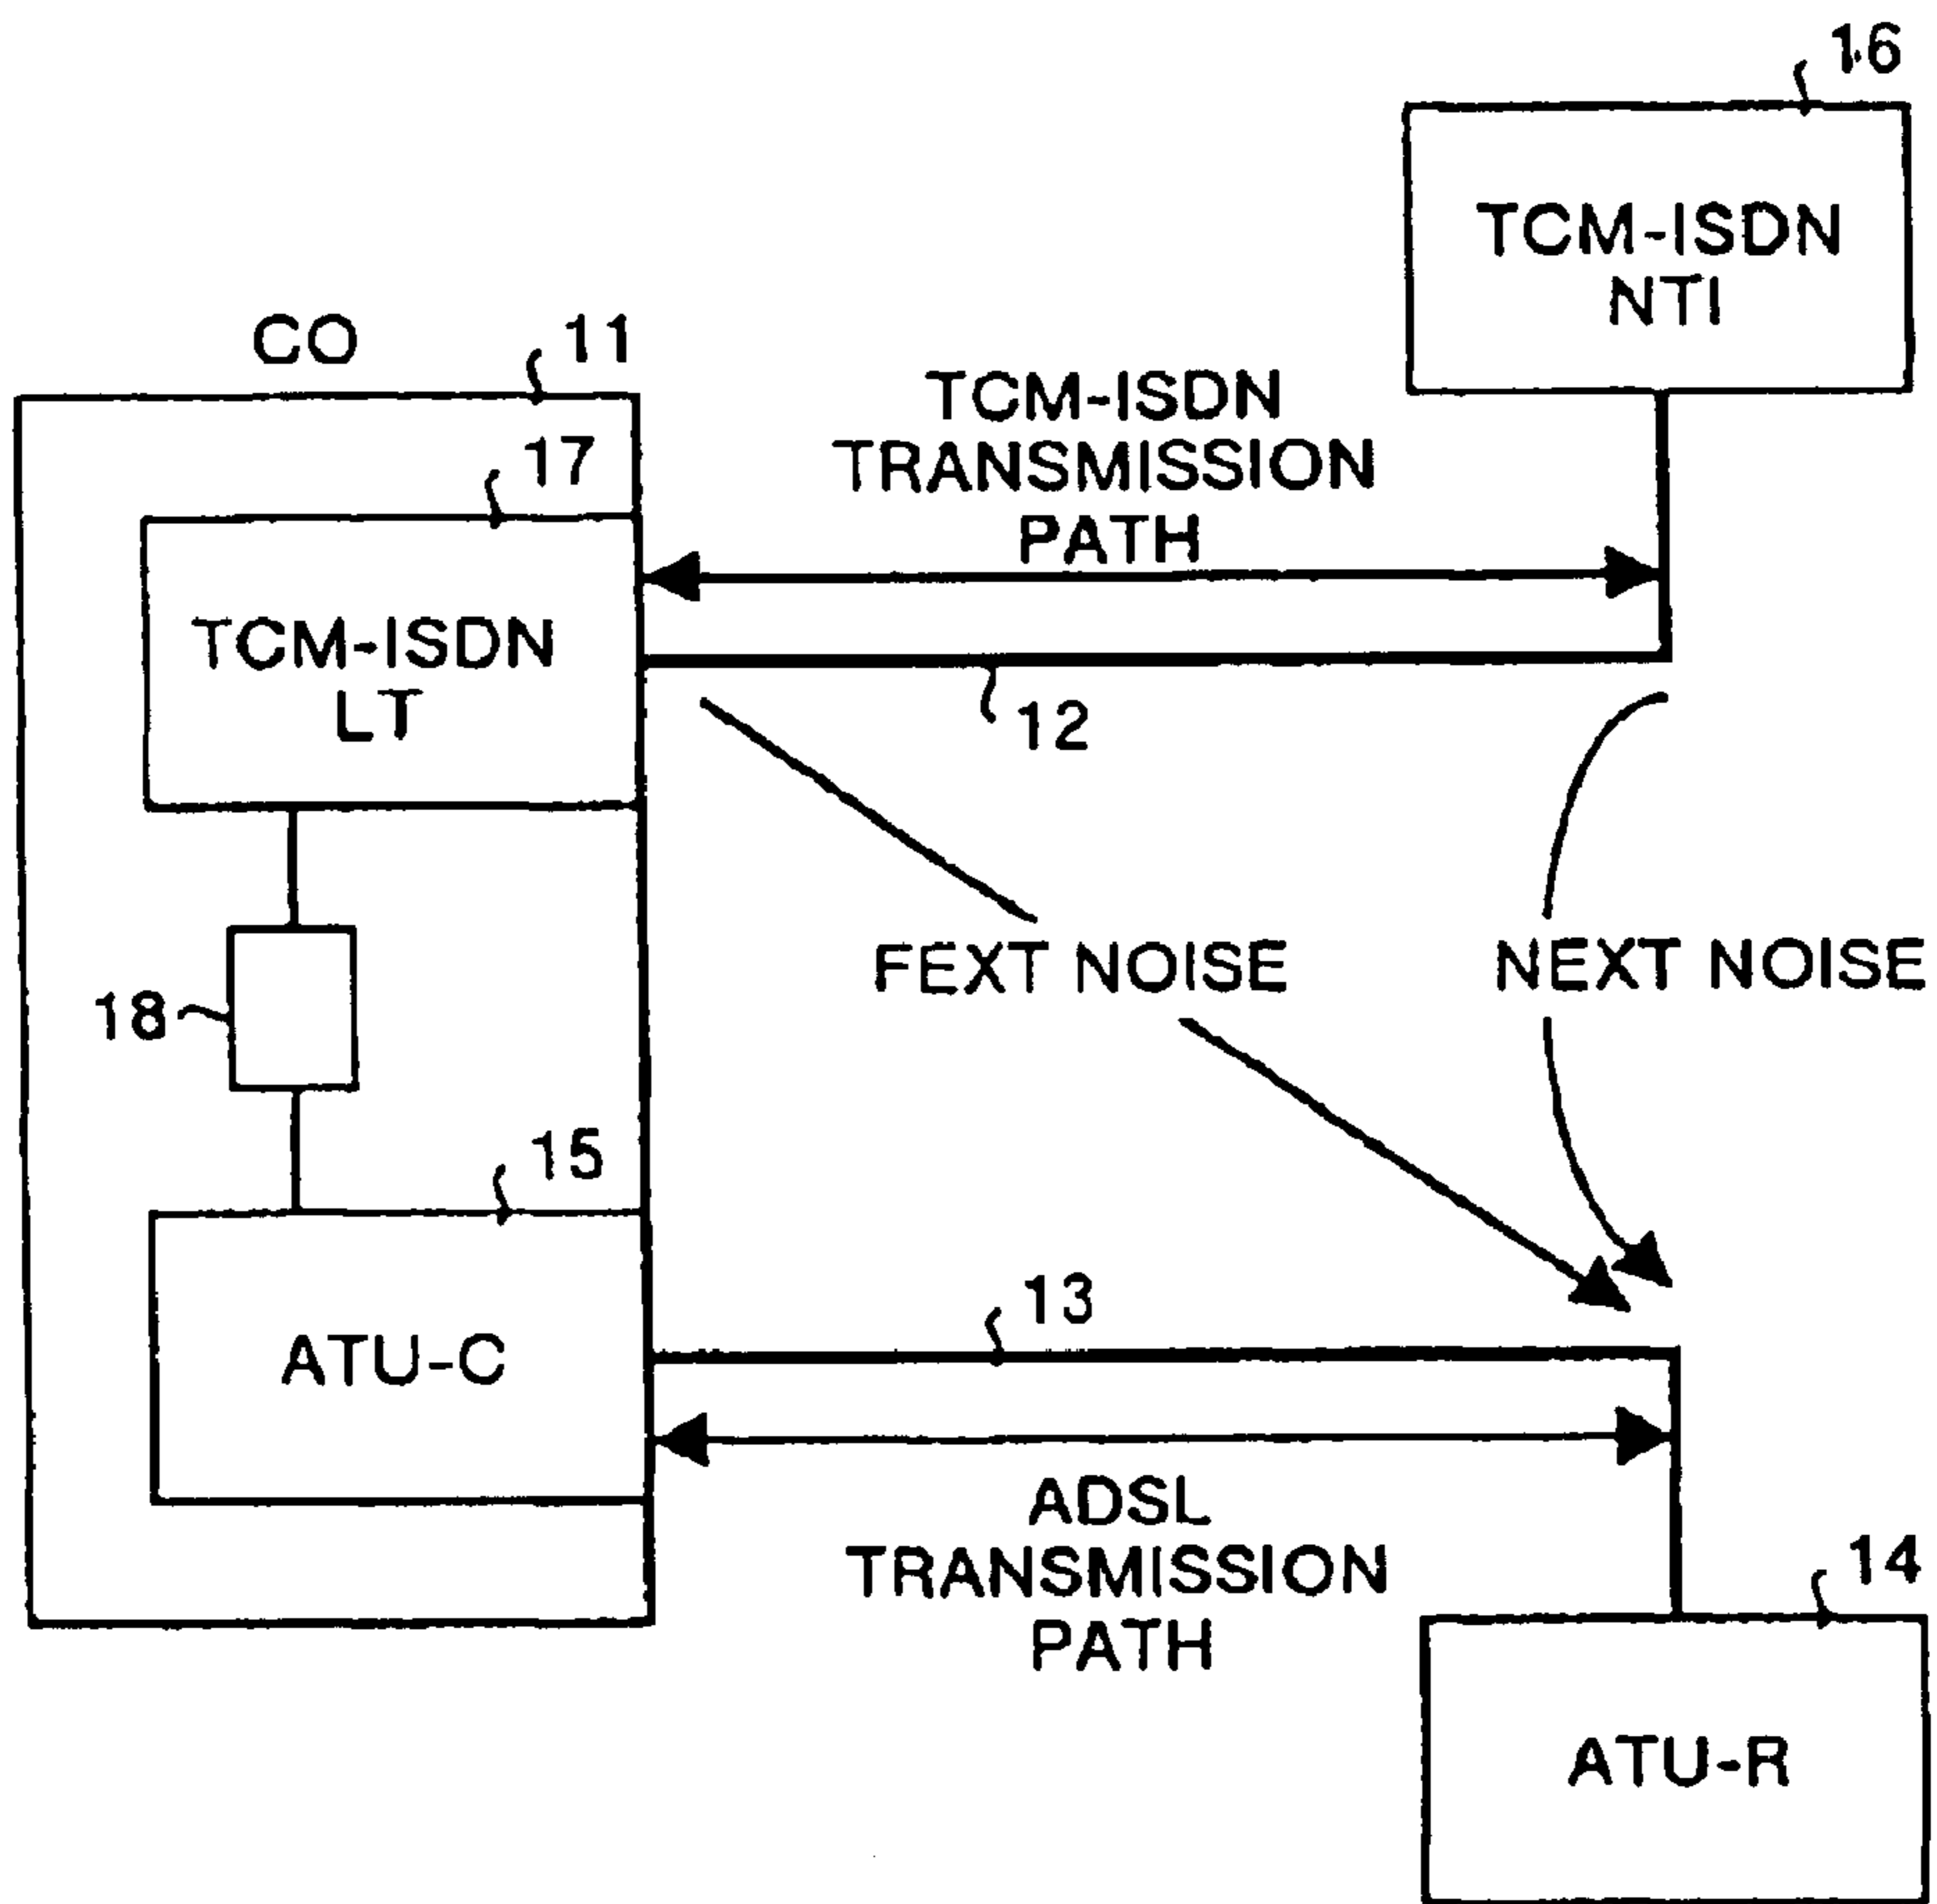 16
TCM-ISDN
NTI
CO
11
TCM-ISDN
TRANSMISSION
PATH
17
TCM-ISDN
LT
12
FEXT NOISE
NEXT NOISE
18
15
13
ATU-C
ADSL
TRANSMISSION
PATH
14
ATU-R